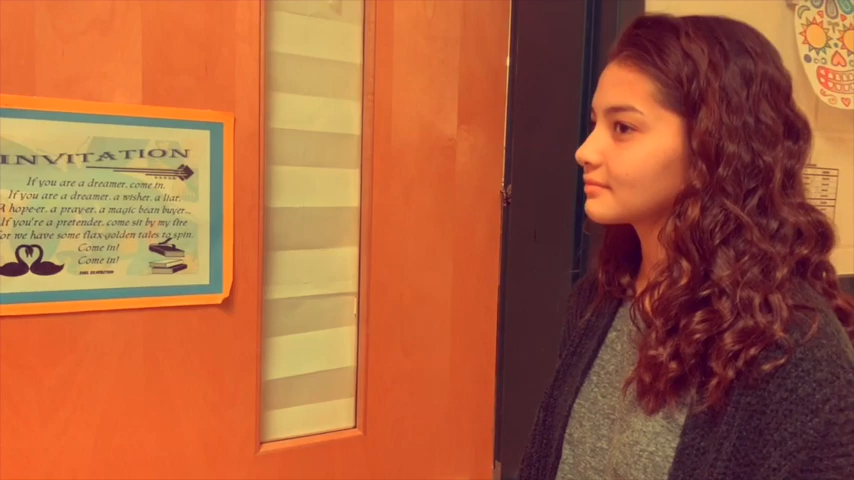 INVITATION
If you are a dreamer, come in.
If you are a dreamer, a wisher, a liar,
A hope-er, a pray-er, a magic bean buyer...
If you're a pretender, come sit by my fire
For we have some flax-golden tales to spin.
Come in!
Come in!